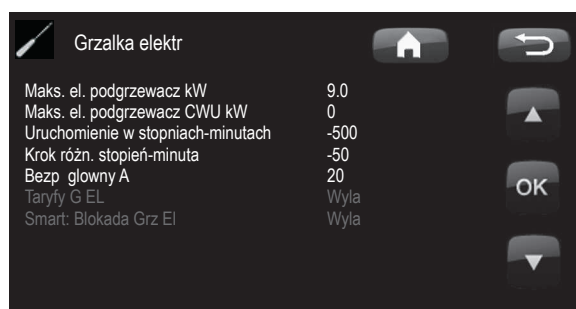 Grzalka elektr
Maks. el. podgrzewacz kW 9.0
Maks. el. podgrzewacz CWU kW 0
Uruchomienie w stopniach-minutach -500
Krok różn. stopień-minuta -50
Bezp glowny A 20
Taryfy G EL Wyla
Smart: Blokada Grz El Wyla
OK